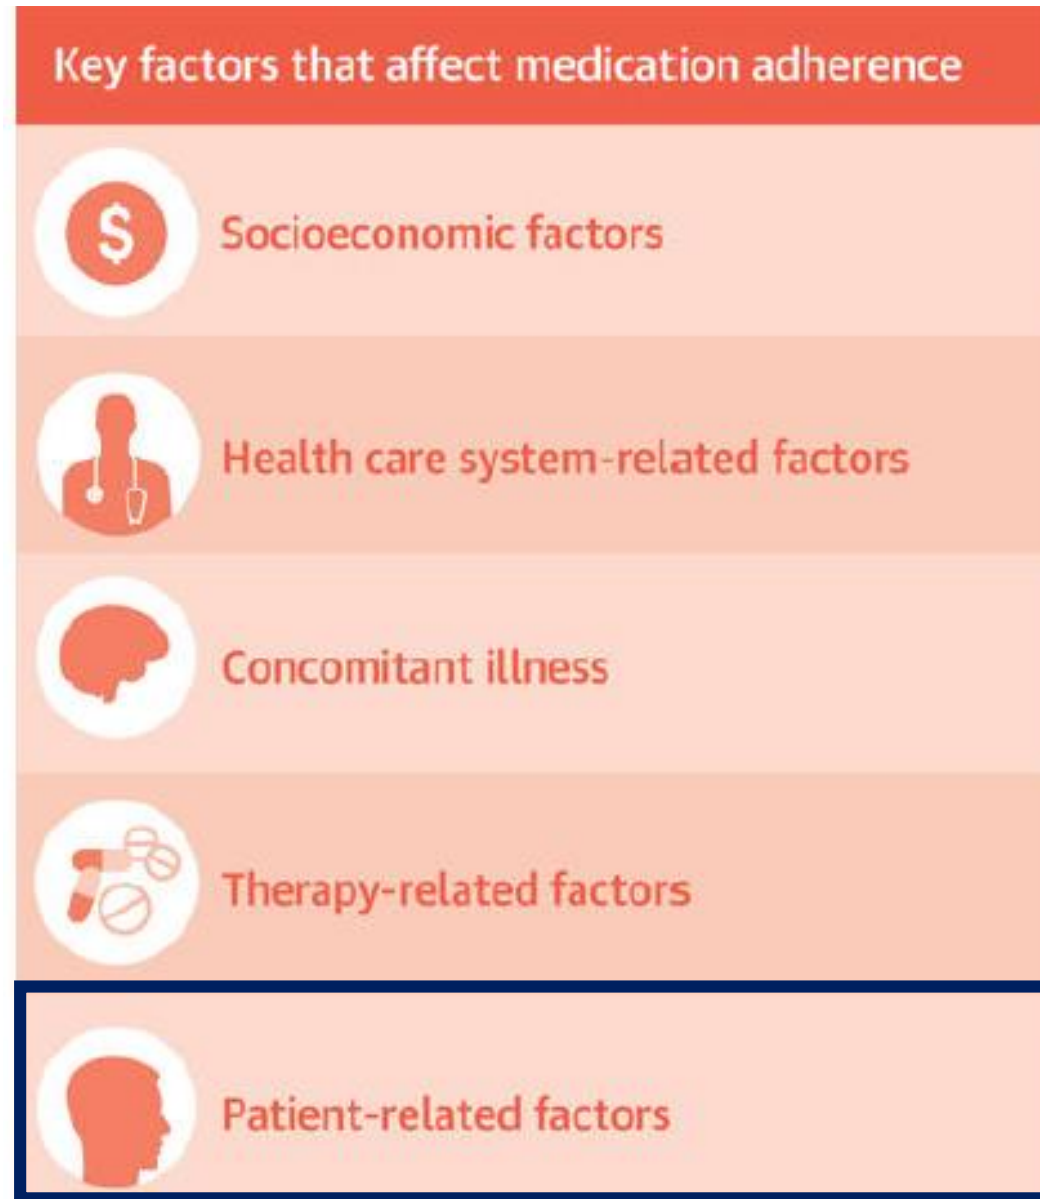 Key factors that affect medication adherence
$
Socioeconomic factors
Health care system-related factors
Concomitant illness
Therapy-related factors
Patient-related factors